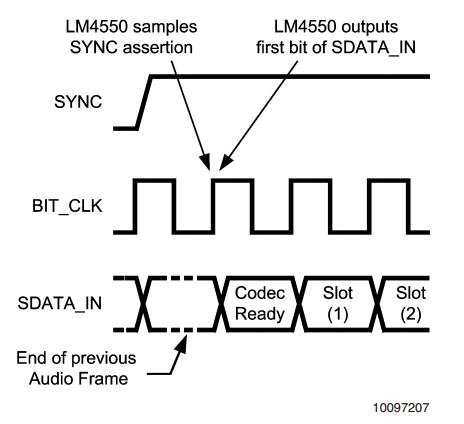 LM4550 samples
SYNC assertion
LM4550 outputs
first bit of SDATA_IN
SYNC
BIT_CLK
SDATA_IN
Codec
Ready
Slot
(1)
Slot
(2)
End of previous
Audio Frame
10097207